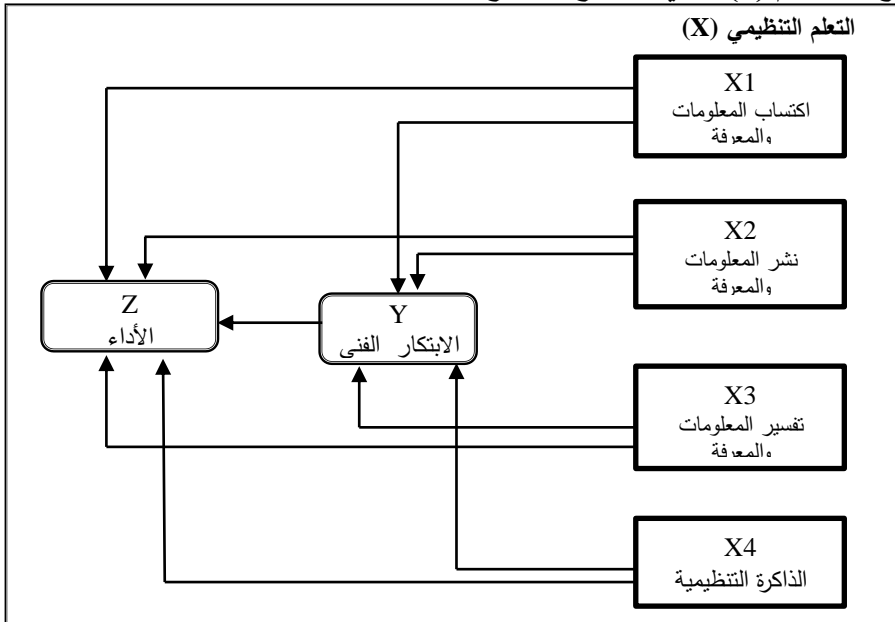 التعلم التنظيمي (X)
X1
اكتساب المعلومات
والمعرفة
X2
نشر المعلومات
والمعرفة
Z
الأداء
Y
الابتكار الفنى
X3
تفسير المعلومات
والمعرفة
X4
الذاكرة التنظيمية